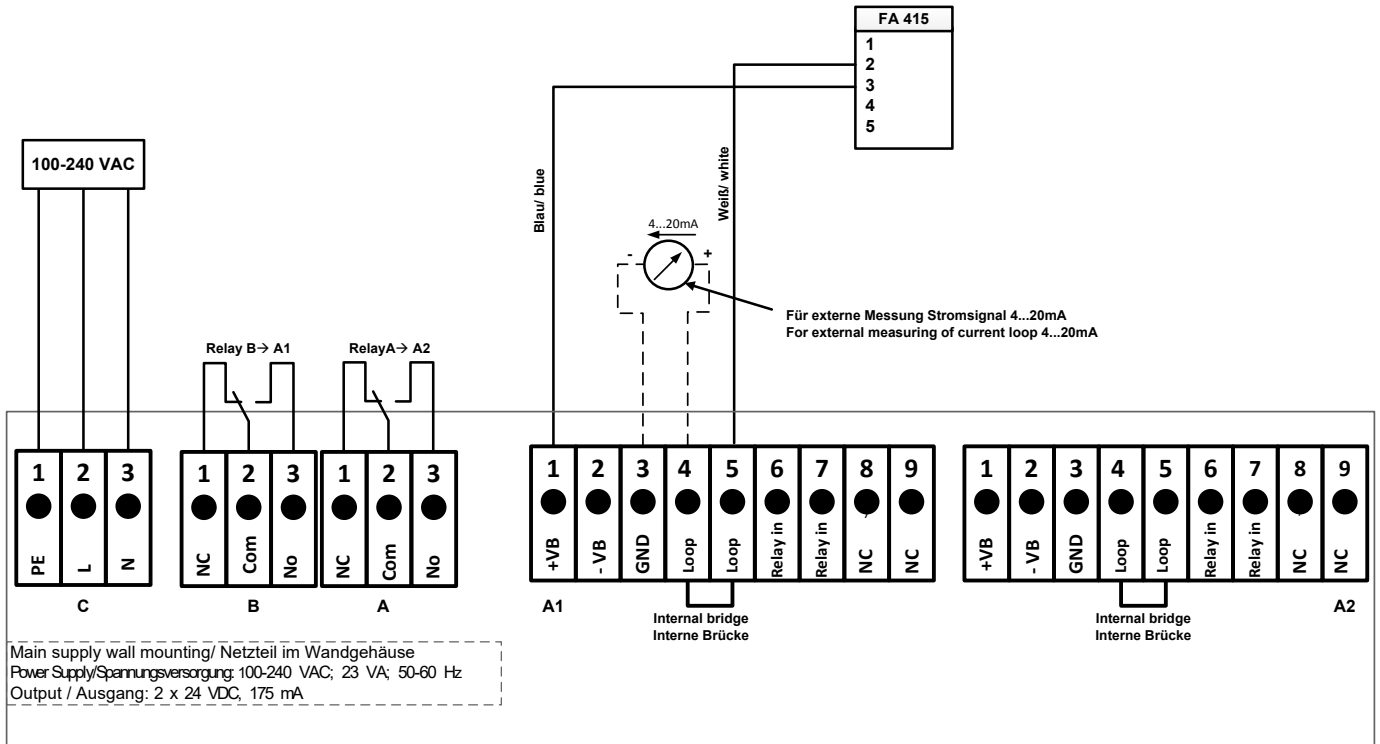 FA 415
1
2
3
4
5
100-240 VAC
Blau/ blue
Weiß/ white
4...20mA
- +
Für externe Messung Stromsignal 4...20mA
For external measuring of current loop 4...20mA
Relay B→ A1
RelayA→ A2
1 2 3
PE L N
C
1 2 3
NC Com No
B
1 2 3
NC Com No
A
1 2 3 4 5 6 7 8 9
+VB - VB GND Loop Loop Relay in Relay in NC NC
A1
Internal bridge
Interne Brücke
1 2 3 4 5 6 7 8 9
+VB - VB GND Loop Loop Relay in Relay in NC NC
A2
Internal bridge
Interne Brücke
Main supply wall mounting/ Netzteil im Wandgehäuse
Power Supply/Spannungsversorgung: 100-240 VAC; 23 VA; 50-60 Hz
Output / Ausgang: 2 x 24 VDC, 175 mA